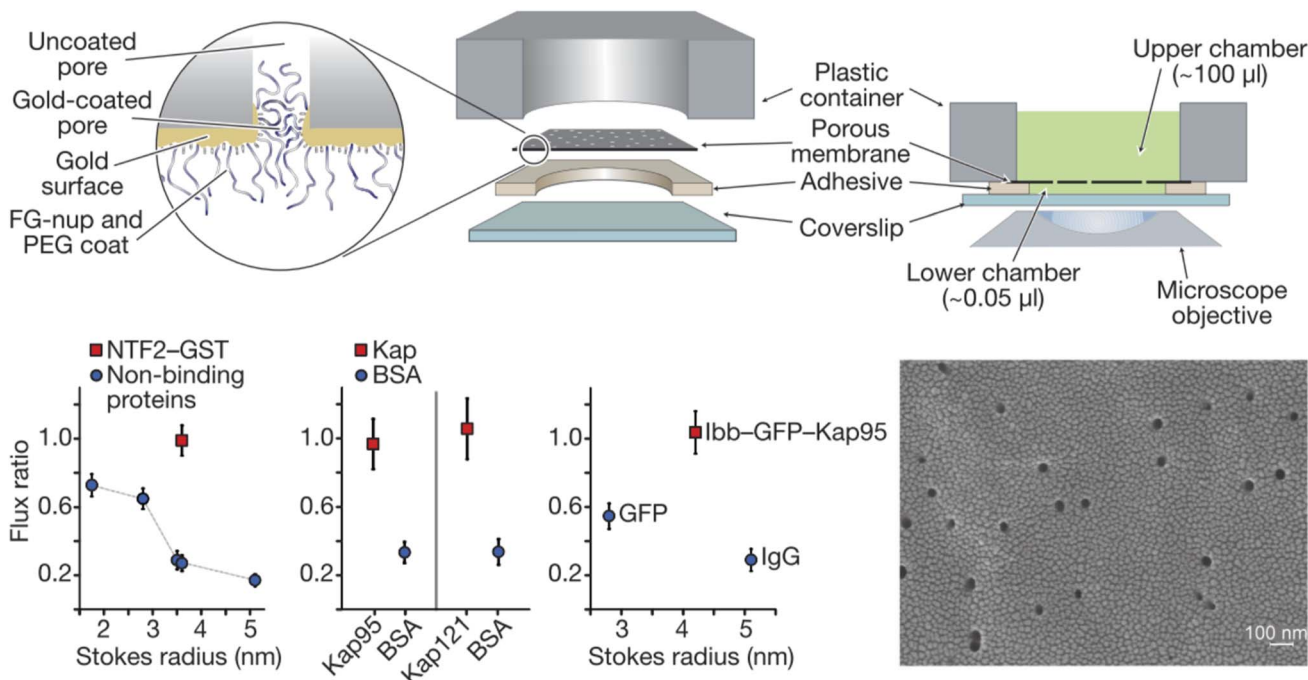 Uncoated
pore
Gold-coated
pore
Gold
surface
FG-nup and
PEG coat
Plastic
container
Porous
membrane
Adhesive
Coverslip
Upper chamber
(~100 µl)
Lower chamber
(~0.05 µl)
Microscope
objective
NTF2–GST
Non-binding
proteins
Flux ratio
1.0
0.6
0.2
2 3 4 5
Stokes radius (nm)
Kap
BSA
1.0
0.6
0.2
Kap95
BSA
Kap121
BSA
1.0
0.6
0.2
Ibb–GFP–Kap95
GFP
IgG
3 4 5
Stokes radius (nm)
100 nm